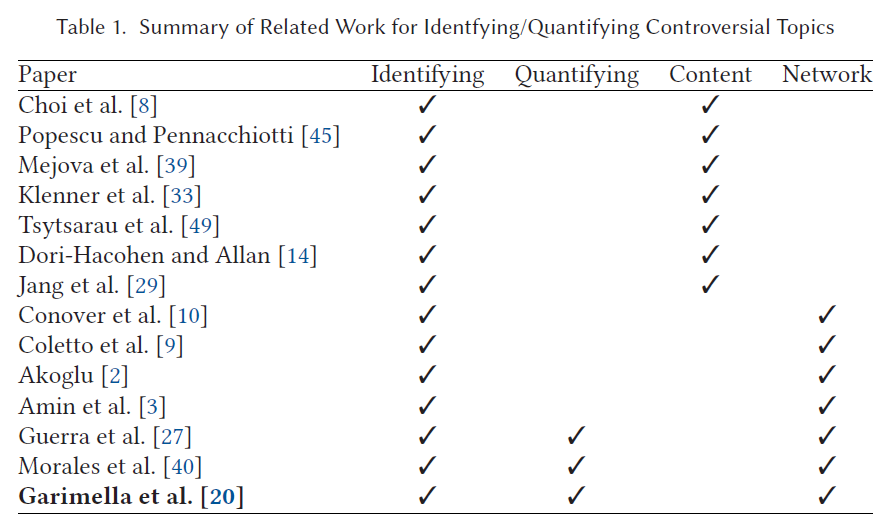 Table 1. Summary of Related Work for Identfying/Quantifying Controversial Topics
Paper Identifying Quantifying Content Network
Choi et al. [8] ✓ ✓
Popescu and Pennacchiotti [45] ✓ ✓
Mejova et al. [39] ✓ ✓
Klenner et al. [33] ✓ ✓
Tsytsarau et al. [49] ✓ ✓
Dori-Hacohen and Allan [14] ✓ ✓
Jang et al. [29] ✓ ✓
Conover et al. [10] ✓ ✓
Coletto et al. [9] ✓ ✓
Akoglu [2] ✓ ✓
Amin et al. [3] ✓ ✓
Guerra et al. [27] ✓ ✓ ✓
Morales et al. [40] ✓ ✓ ✓
Garimella et al. [20] ✓ ✓ ✓